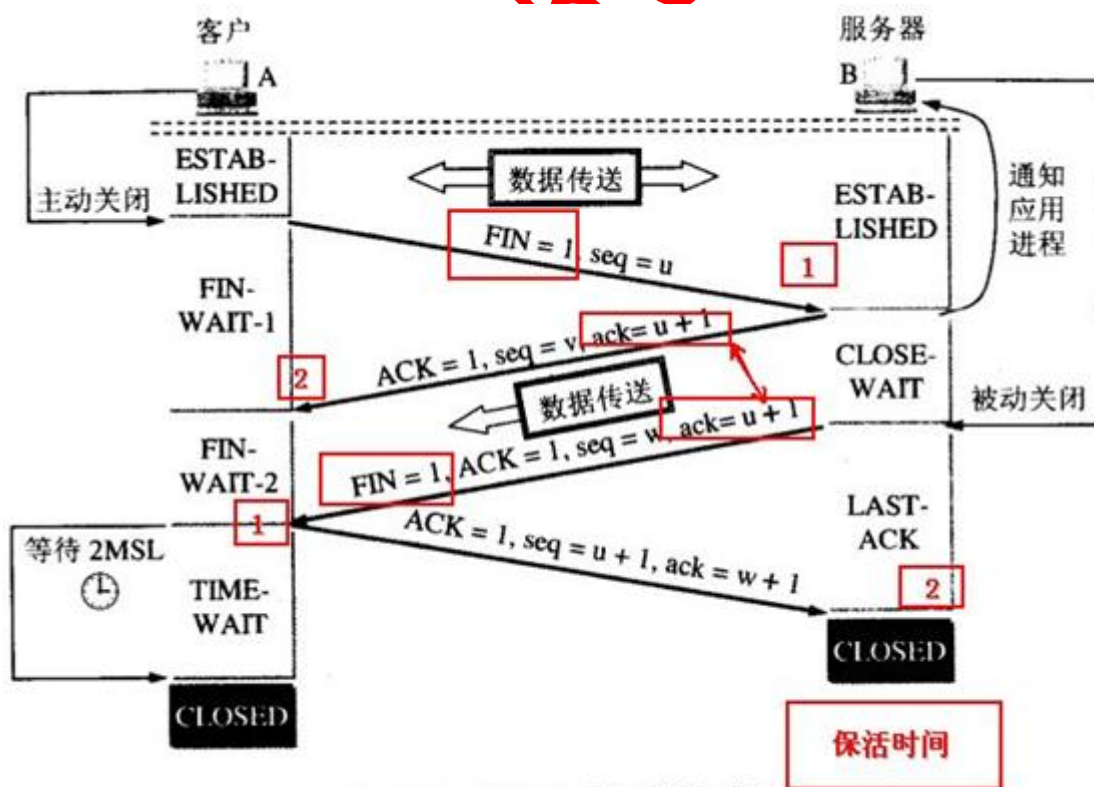 客户
服务器
A
B
ESTAB-
LISHED
数据传送
ESTAB-
LISHED
通知
应用
进程
主动关闭
FIN = 1, seq = u
1
FIN-
WAIT-1
ACK = 1, seq = v, ack= u + 1
2
CLOSE-
WAIT
数据传送
被动关闭
FIN-
WAIT-2
FIN = 1, ACK = 1, seq = w, ack= u + 1
1
LAST-
ACK
等待 2MSL
ACK = 1, seq = u + 1, ack = w + 1
TIME-
WAIT
2
CLOSED
CLOSED
保活时间